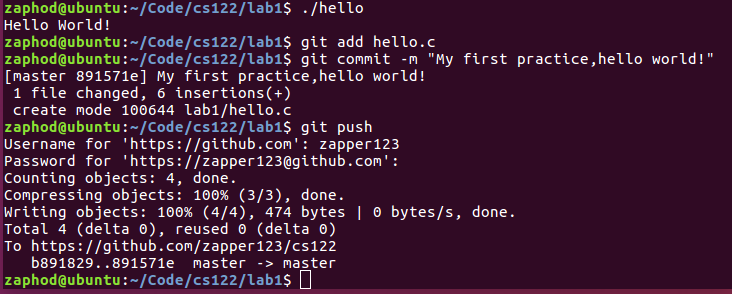 zaphod@ubuntu:~/Code/cs122/lab1$ ./hello
Hello World!
zaphod@ubuntu:~/Code/cs122/lab1$ git add hello.c
zaphod@ubuntu:~/Code/cs122/lab1$ git commit -m "My first practice,hello world!"
[master 891571e] My first practice,hello world!
 1 file changed, 6 insertions(+)
 create mode 100644 lab1/hello.c
zaphod@ubuntu:~/Code/cs122/lab1$ git push
Username for 'https://github.com': zapper123
Password for 'https://zapper123@github.com':
Counting objects: 4, done.
Compressing objects: 100% (3/3), done.
Writing objects: 100% (4/4), 474 bytes | 0 bytes/s, done.
Total 4 (delta 0), reused 0 (delta 0)
To https://github.com/zapper123/cs122
   b891829..891571e  master -> master
zaphod@ubuntu:~/Code/cs122/lab1$